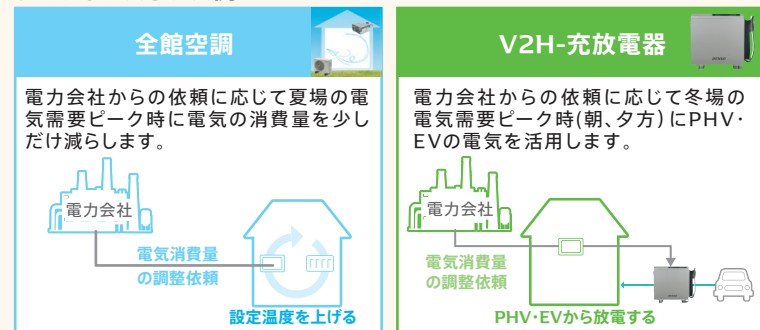 全館空調
電力会社からの依頼に応じて夏場の電
気需要ピーク時に電気の消費量を少し
だけ減らします。
電力会社
電気消費量
の調整依頼
設定温度を上げる
V2H-充放電器
電力会社からの依頼に応じて冬場の
電気需要ピーク時(朝、夕方)にPHV・
EVの電気を活用します。
電力会社
電気消費量
の調整依頼
PHV・EVから放電する